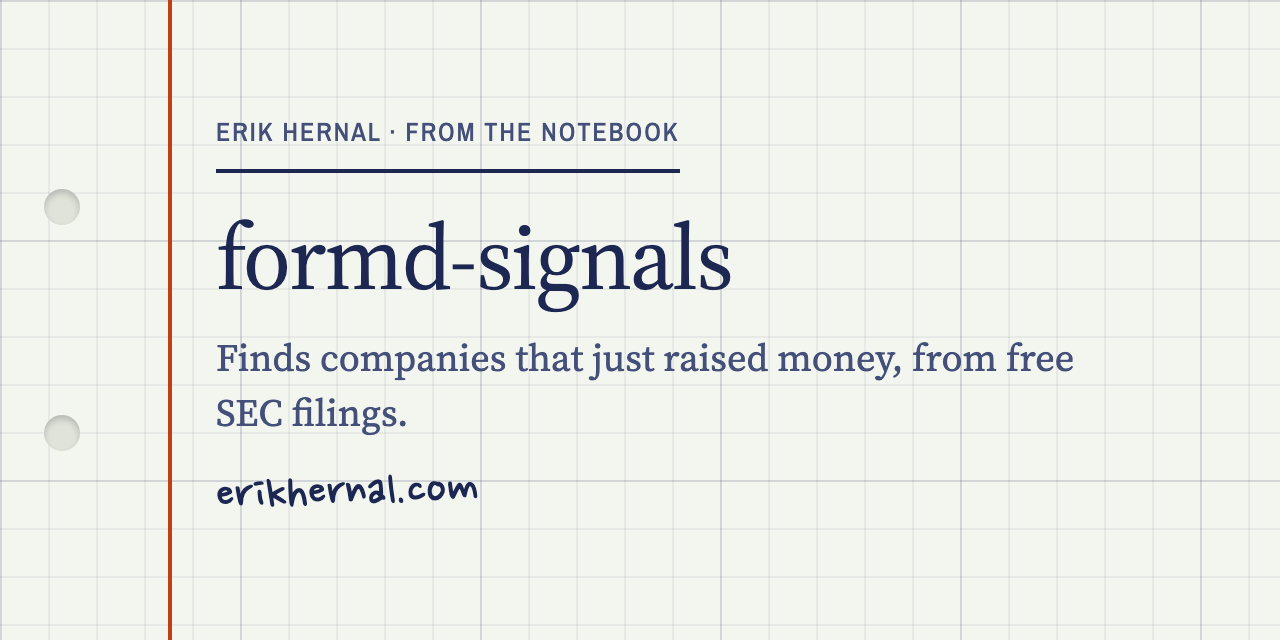 ERIK HERNAL · FROM THE NOTEBOOK
formd-signals
Finds companies that just raised money, from free
SEC filings.
erikhernal.com